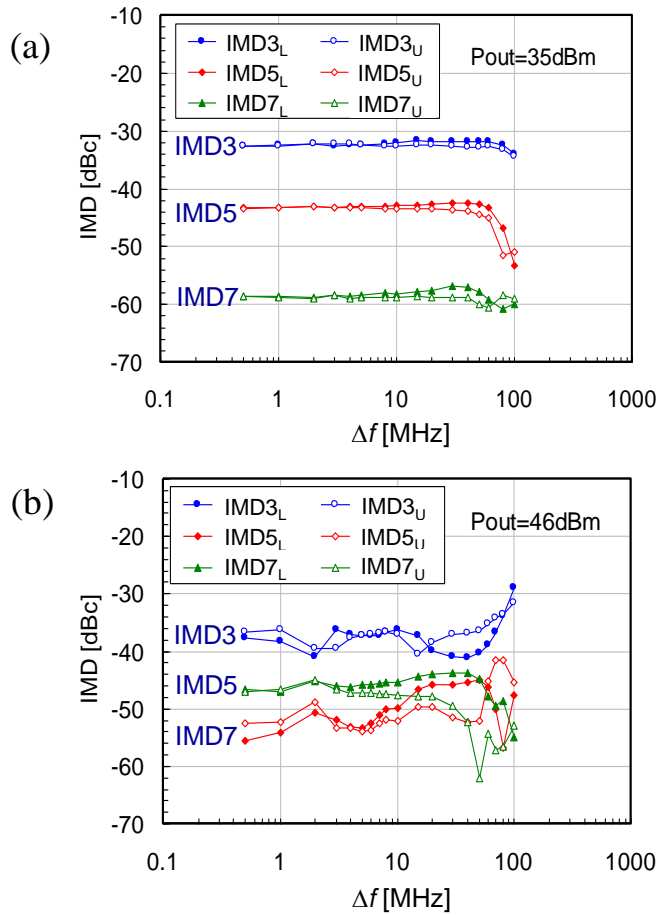 (a)
IMD [dBc]
-10
-20
-30
-40
-50
-60
-70
IMD3L IMD3U
IMD5L IMD5U
IMD7L IMD7U
Pout=35dBm
IMD3
IMD5
IMD7
0.1 1 10 100 1000
Δf [MHz]
(b)
IMD [dBc]
-10
-20
-30
-40
-50
-60
-70
IMD3L IMD3U
IMD5L IMD5U
IMD7L IMD7U
Pout=46dBm
IMD3
IMD5
IMD7
0.1 1 10 100 1000
Δf [MHz]